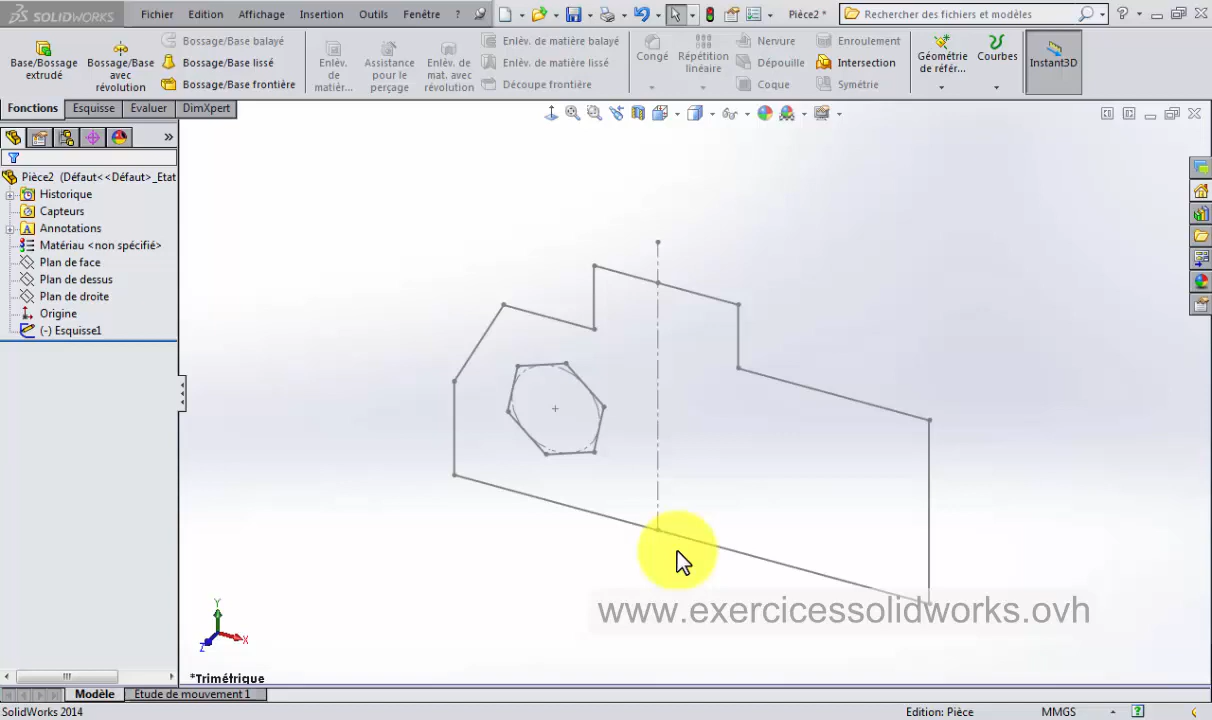 SOLIDWORKS Fichier Edition Affichage Insertion Outils Fenêtre ? Pièce2 * Rechercher des fichiers et modèles ?
Base/Bossage extrudé
Bossage/Base avec révolution
Bossage/Base balayé
Bossage/Base lissé
Bossage/Base frontière
Enlèv. de matièr...
Assistance pour le perçage
Enlèv. de mat. avec révolution
Enlèv. de matière balayé
Enlèv. de matière lissé
Découpe frontière
Congé
Répétition linéaire
Nervure
Dépouille
Coque
Enroulement
Intersection
Symétrie
Géométrie de référ...
Courbes
Instant3D
Fonctions Esquisse Evaluer DimXpert
»
Pièce2 (Défaut<<Défaut>_Etat
Historique
Capteurs
Annotations
Matériau <non spécifié>
Plan de face
Plan de dessus
Plan de droite
Origine
(-) Esquisse1
www.exercicessolidworks.ovh
Y
X
Z
*Trimétrique
Modèle Etude de mouvement 1
SolidWorks 2014 Edition: Pièce MMGS ?